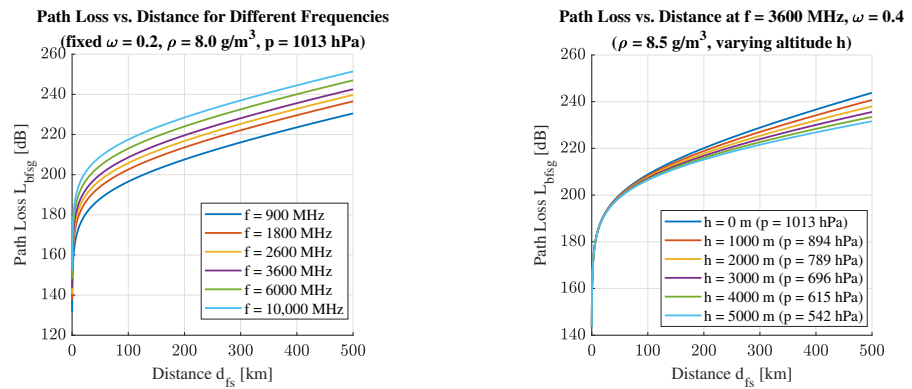 Path Loss vs. Distance for Different Frequencies
(fixed ω = 0.2, ρ = 8.0 g/m³, p = 1013 hPa)
260
240
220
200
180
160
140
120
Path Loss L_bfsg [dB]
f = 900 MHz
f = 1800 MHz
f = 2600 MHz
f = 3600 MHz
f = 6000 MHz
f = 10,000 MHz
0 100 200 300 400 500
Distance d_fs [km]
Path Loss vs. Distance at f = 3600 MHz, ω = 0.4
(ρ = 8.5 g/m³, varying altitude h)
260
240
220
200
180
160
140
Path Loss L_bfsg [dB]
h = 0 m (p = 1013 hPa)
h = 1000 m (p = 894 hPa)
h = 2000 m (p = 789 hPa)
h = 3000 m (p = 696 hPa)
h = 4000 m (p = 615 hPa)
h = 5000 m (p = 542 hPa)
0 100 200 300 400 500
Distance d_fs [km]